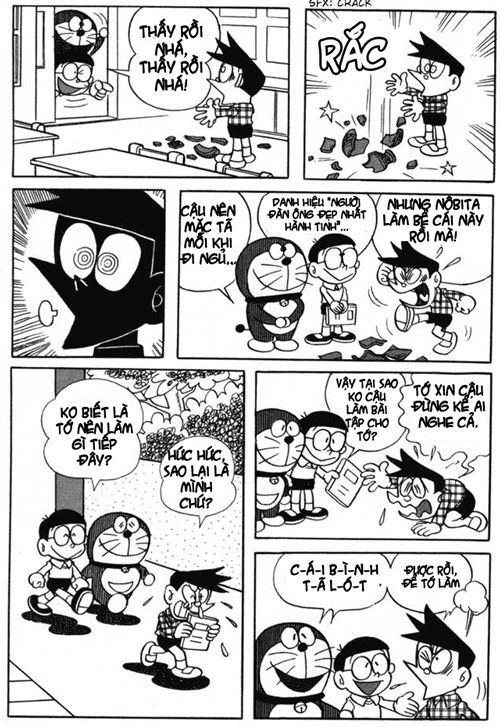 SFX: CRACK
RẮC
THẤY RỒI
NHÁ,
THẤY RỒI
NHÁ!
NHƯNG NÔBITA
LÀM BỂ CÁI NÀY
RỒI MÀ!
DANH HIỆU "NGƯỜI
ĐÀN ÔNG ĐẸP NHẤT
HÀNH TINH"...
CẬU NÊN
MẶC TÃ
MỖI KHI
ĐI NGỦ...
TỚ XIN CẬU
ĐỪNG KỂ AI
NGHE CẢ.
VẬY TẠI SAO
KO CẬU
LÀM BÀI
TẬP CHO
TỚ?
ĐƯỢC RỒI,
ĐỂ TỚ LÀM
C-Á-I B-Ì-N-H
T-Ã L-Ó-T
HỨC HỨC,
SAO LẠI LÀ
MÌNH
CHỨ?
KO BIẾT LÀ
TỚ NÊN LÀM
GÌ TIẾP
ĐÂY?